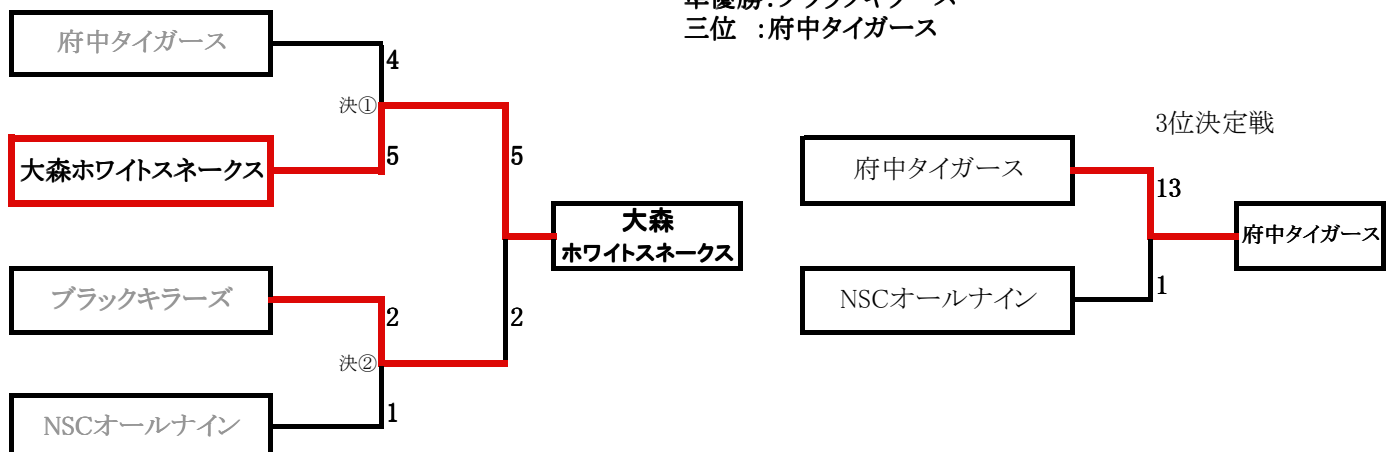 三位 :府中タイガース
府中タイガース
4
決①
大森ホワイトスネークス
5
5
大森
ホワイトスネークス
ブラックキラーズ
2
2
決②
NSCオールナイン
1
3位決定戦
府中タイガース
13
府中タイガース
NSCオールナイン
1